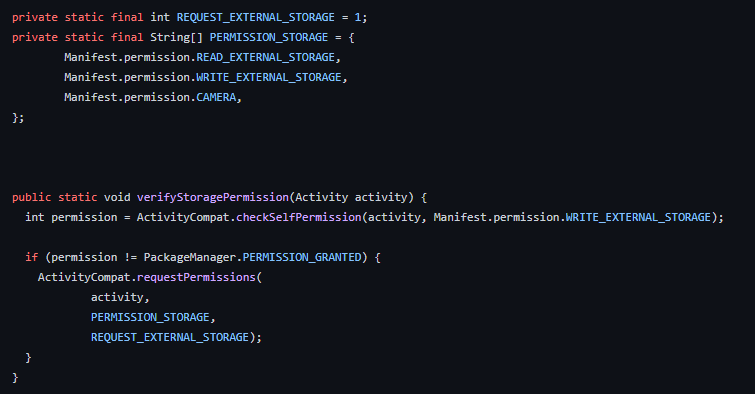 private static final int REQUEST_EXTERNAL_STORAGE = 1;
private static final String[] PERMISSION_STORAGE = {
        Manifest.permission.READ_EXTERNAL_STORAGE,
        Manifest.permission.WRITE_EXTERNAL_STORAGE,
        Manifest.permission.CAMERA,
};
public static void verifyStoragePermission(Activity activity) {
  int permission = ActivityCompat.checkSelfPermission(activity, Manifest.permission.WRITE_EXTERNAL_STORAGE);
  if (permission != PackageManager.PERMISSION_GRANTED) {
    ActivityCompat.requestPermissions(
            activity,
            PERMISSION_STORAGE,
            REQUEST_EXTERNAL_STORAGE);
  }
}